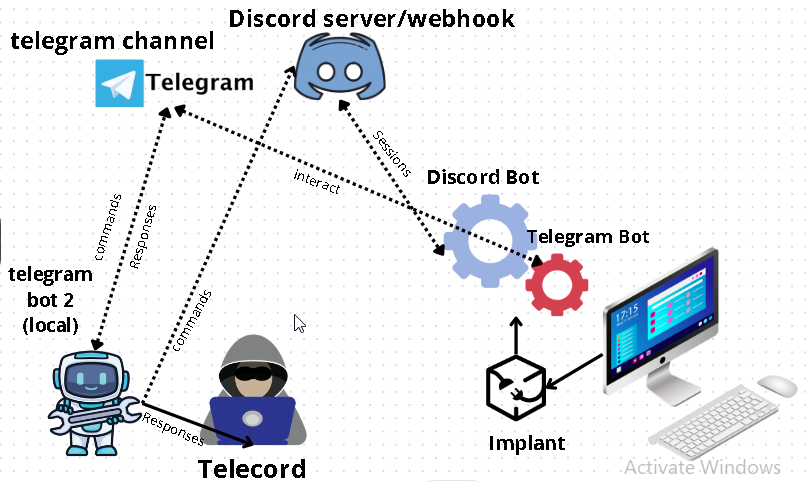 Discord server/webhook
telegram channel
Telegram
Sessions
interact
Discord Bot
Telegram Bot
commands
Responses
telegram
bot 2
(local)
commands
17:15
Responses
Implant
Telecord
Activate Windows